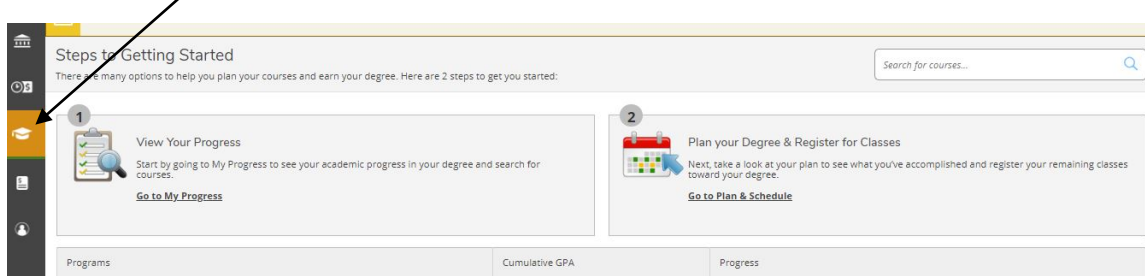 Steps to Getting Started
There are many options to help you plan your courses and earn your degree. Here are 2 steps to get you started:
Search for courses...
1
View Your Progress
Start by going to My Progress to see your academic progress in your degree and search for
courses.
Go to My Progress
2
Plan your Degree & Register for Classes
Next, take a look at your plan to see what you've accomplished and register your remaining classes
toward your degree.
Go to Plan & Schedule
Programs
Cumulative GPA
Progress